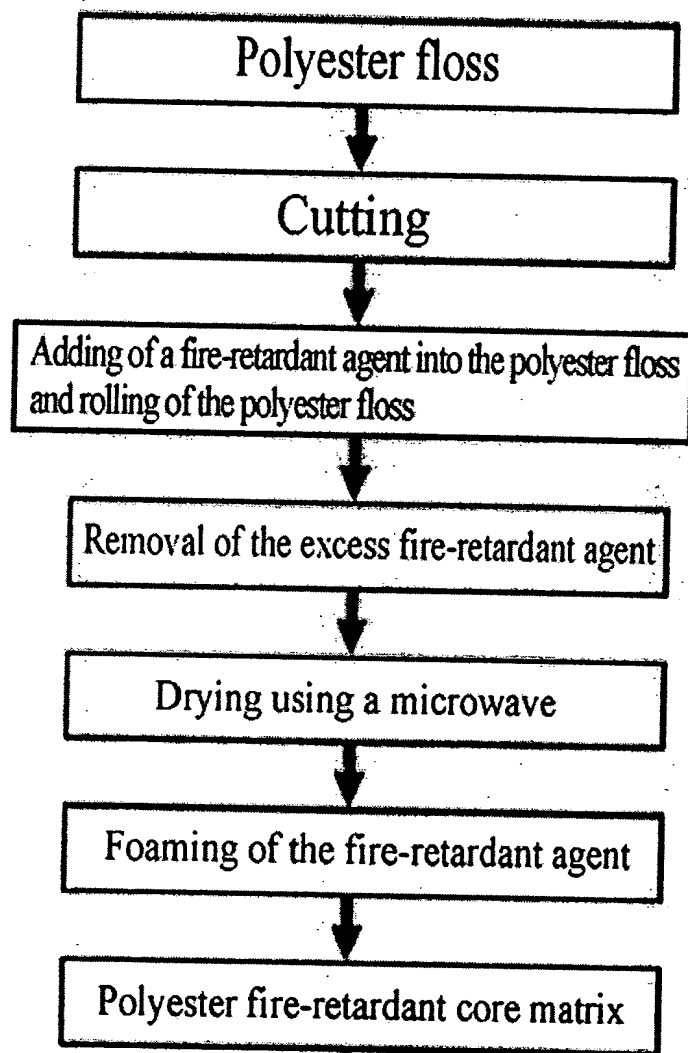 Polyester floss
Cutting
Adding of a fire-retardant agent into the polyester floss
and rolling of the polyester floss
Removal of the excess fire-retardant agent
Drying using a microwave
Foaming of the fire-retardant agent
Polyester fire-retardant core matrix